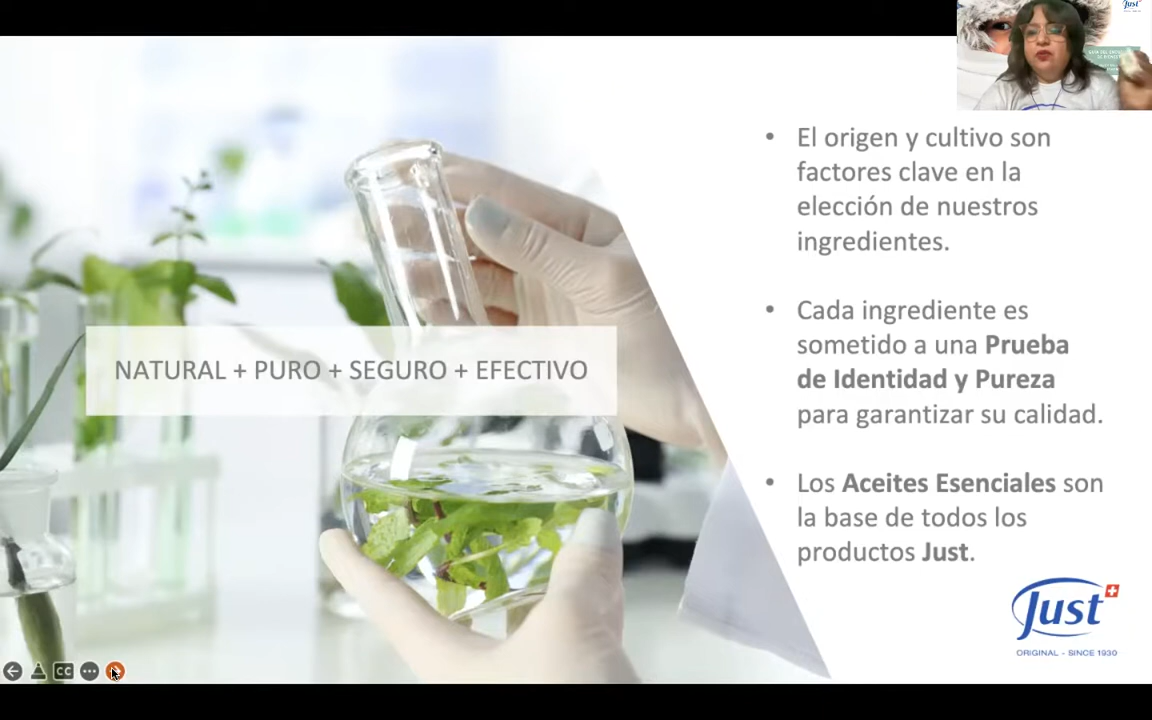 Just
El origen y cultivo son
factores clave en la
elección de nuestros
ingredientes.
Cada ingrediente es
sometido a una Prueba
de Identidad y Pureza
para garantizar su calidad.
Los Aceites Esenciales son
la base de todos los
productos Just.
NATURAL + PURO + SEGURO + EFECTIVO
Just
ORIGINAL - SINCE 1930
CC